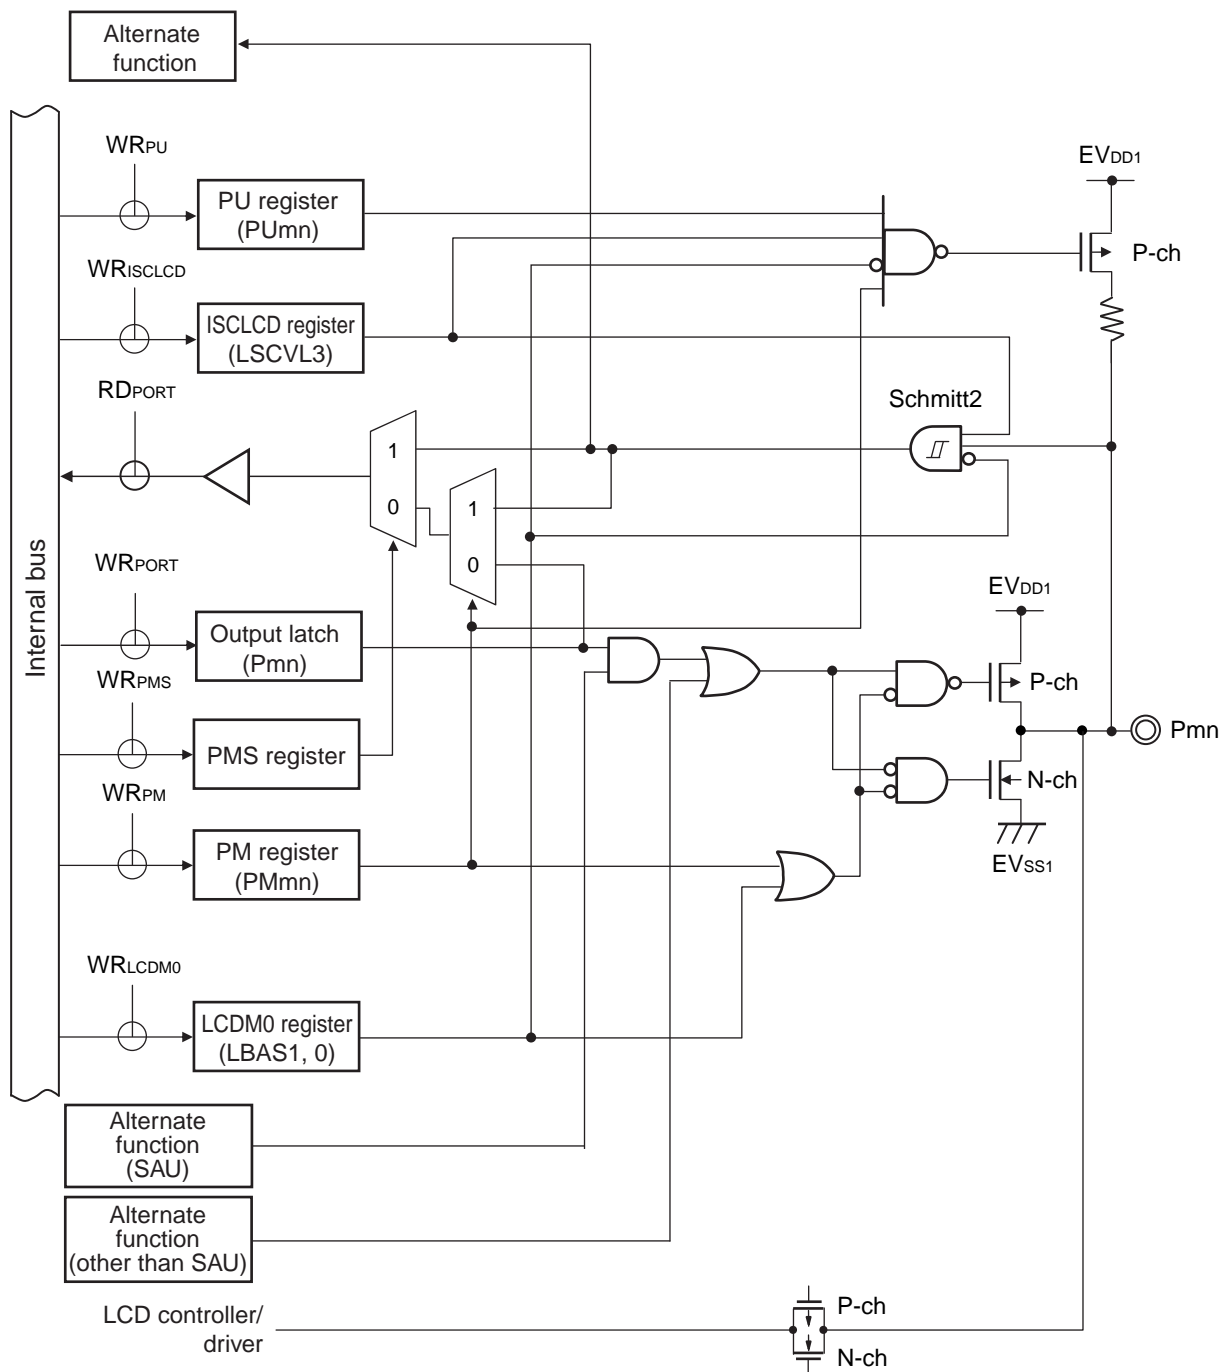 Alternate
function
Internal bus
WRPU
PU register
(PUmn)
EVDD1
P-ch
WRISCLCD
ISCLCD register
(LSCVL3)
RDPORT
Schmitt2
1
0
1
0
WRPORT
Output latch
(Pmn)
EVDD1
P-ch
Pmn
WRPMS
PMS register
N-ch
EVSS1
WRPM
PM register
(PMmn)
WRLCDM0
LCDM0 register
(LBAS1, 0)
Alternate
function
(SAU)
Alternate
function
(other than SAU)
LCD controller/
driver
P-ch
N-ch